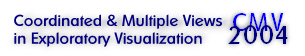 Coordinated & Multiple Views CMV
in Exploratory Visualization 2004